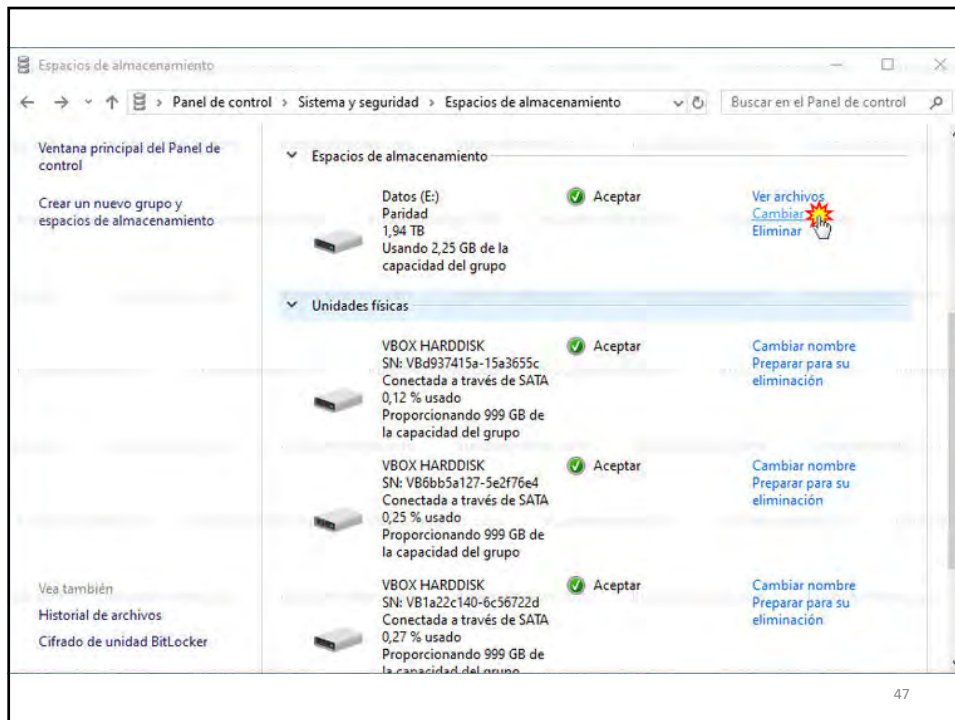 Espacios de almacenamiento
Panel de control > Sistema y seguridad > Espacios de almacenamiento
Buscar en el Panel de control
Ventana principal del Panel de
control
Crear un nuevo grupo y
espacios de almacenamiento
Espacios de almacenamiento
Datos (E:)
Paridad
1,94 TB
Usando 2,25 GB de la
capacidad del grupo
Aceptar
Ver archivos
Cambiar
Eliminar
Unidades físicas
VBOX HARDDISK
SN: VBd937415a-15a3655c
Conectada a través de SATA
0,12 % usado
Proporcionando 999 GB de
la capacidad del grupo
Aceptar
Cambiar nombre
Preparar para su
eliminación
VBOX HARDDISK
SN: VB6bb5a127-5e2f76e4
Conectada a través de SATA
0,25 % usado
Proporcionando 999 GB de
la capacidad del grupo
Aceptar
Cambiar nombre
Preparar para su
eliminación
VBOX HARDDISK
SN: VB1a22c140-6c56722d
Conectada a través de SATA
0,27 % usado
Proporcionando 999 GB de
la capacidad del grupo
Aceptar
Cambiar nombre
Preparar para su
eliminación
Vea también
Historial de archivos
Cifrado de unidad BitLocker
47